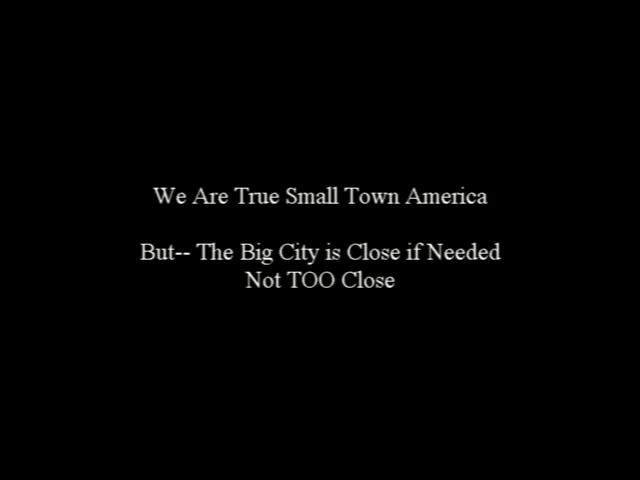 We Are True Small Town America
But-- The Big City is Close if Needed
Not TOO Close